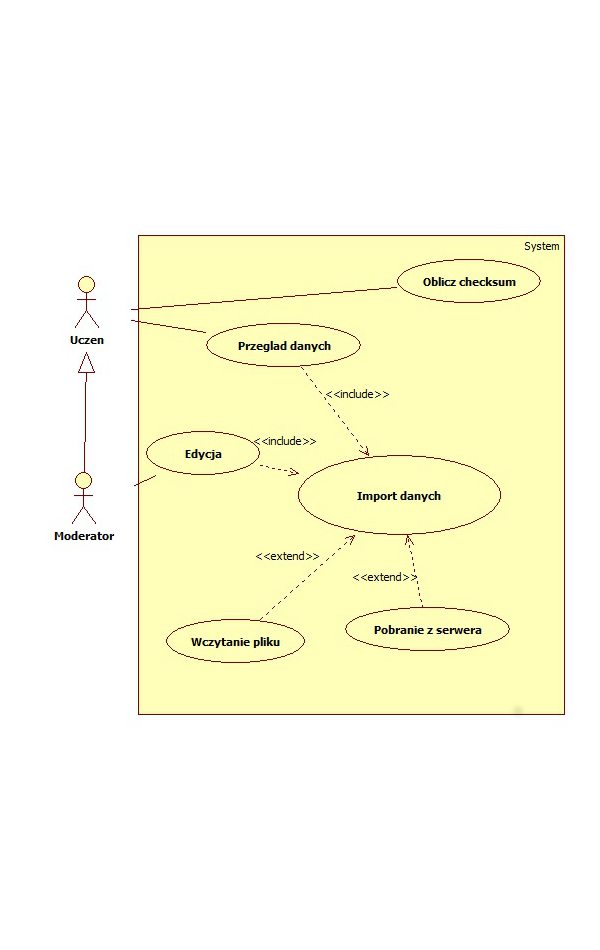 System
Oblicz checksum
Uczen
Przeglad danych
<<include>>
Edycja
<<include>>
Import danych
Moderator
<<extend>>
<<extend>>
Wczytanie pliku
Pobranie z serwera